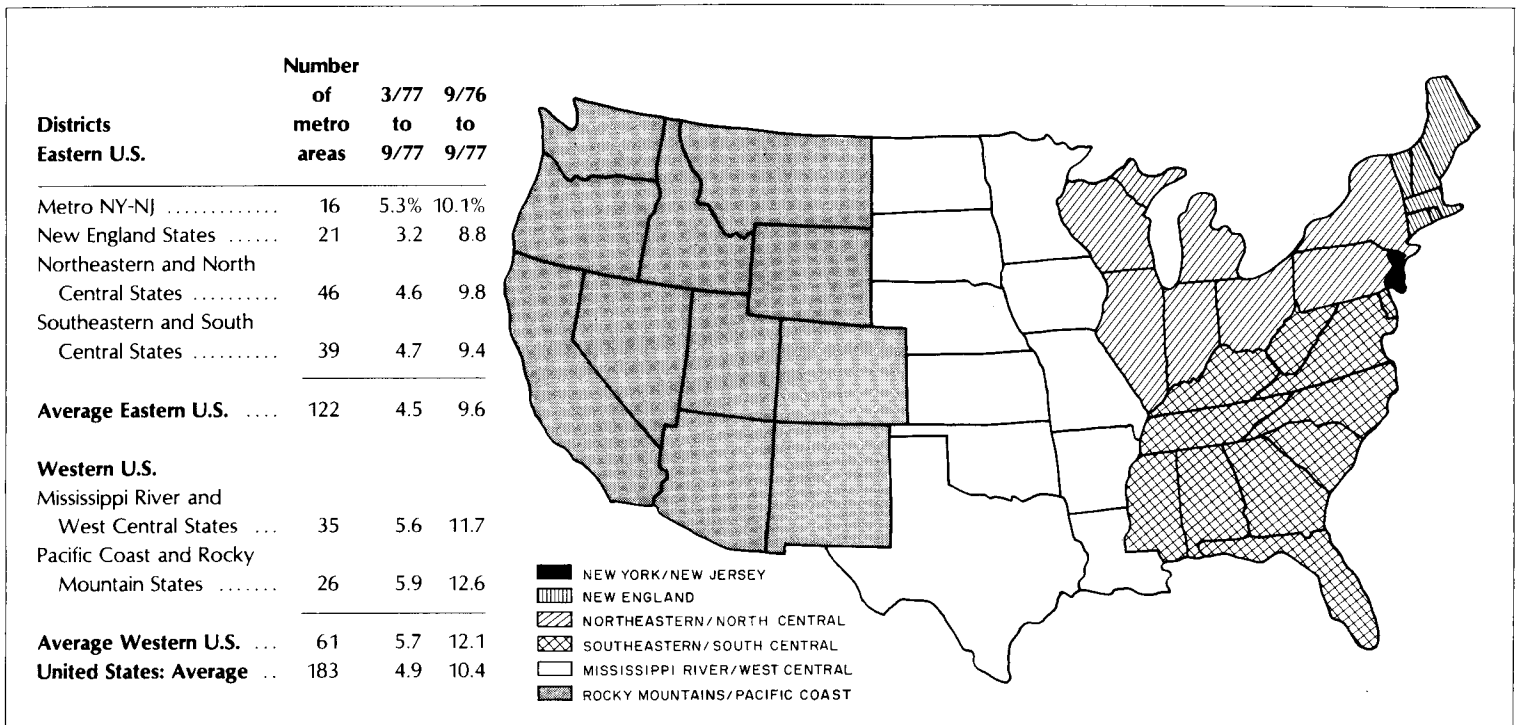 Number
of 3/77 9/76
Districts metro to to
Eastern U.S. areas 9/77 9/77
Metro NY-NJ ............. 16 5.3% 10.1%
New England States ...... 21 3.2 8.8
Northeastern and North
Central States .......... 46 4.6 9.8
Southeastern and South
Central States .......... 39 4.7 9.4
Average Eastern U.S. .... 122 4.5 9.6
Western U.S.
Mississippi River and
West Central States ... 35 5.6 11.7
Pacific Coast and Rocky
Mountain States ....... 26 5.9 12.6
Average Western U.S. ... 61 5.7 12.1
United States: Average .. 183 4.9 10.4
NEW YORK/NEW JERSEY
NEW ENGLAND
NORTHEASTERN/NORTH CENTRAL
SOUTHEASTERN/SOUTH CENTRAL
MISSISSIPPI RIVER/WEST CENTRAL
ROCKY MOUNTAINS/PACIFIC COAST